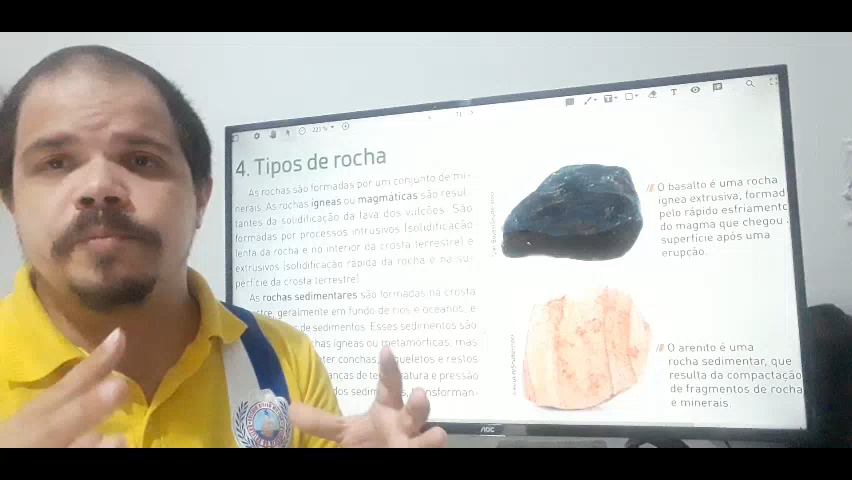 71
223 %
4. Tipos de rocha
As rochas são formadas por um conjunto de mi-
nerais. As rochas ígneas ou magmáticas são resul-
tantes da solidificação da lava dos vulcões. São
formadas por processos intrusivos (solidificação
lenta da rocha e no interior da crosta terrestre) e
extrusivos (solidificação rápida da rocha e na su-
perfície da crosta terrestre).
As rochas sedimentares são formadas na crosta
geralmente em fundo de rios e oceanos, e
de sedimentos. Esses sedimentos são
ígneas ou metamórficas, mas
conchas, esqueletos e restos
de temperatura e pressão
transforman-
O basalto é uma rocha
ígnea extrusiva, formad
pelo rápido esfriamento
do magma que chegou
superfície após uma
erupção.
O arenito é uma
rocha sedimentar, que
resulta da compactação
de fragmentos de rocha
e minerais.
AOC